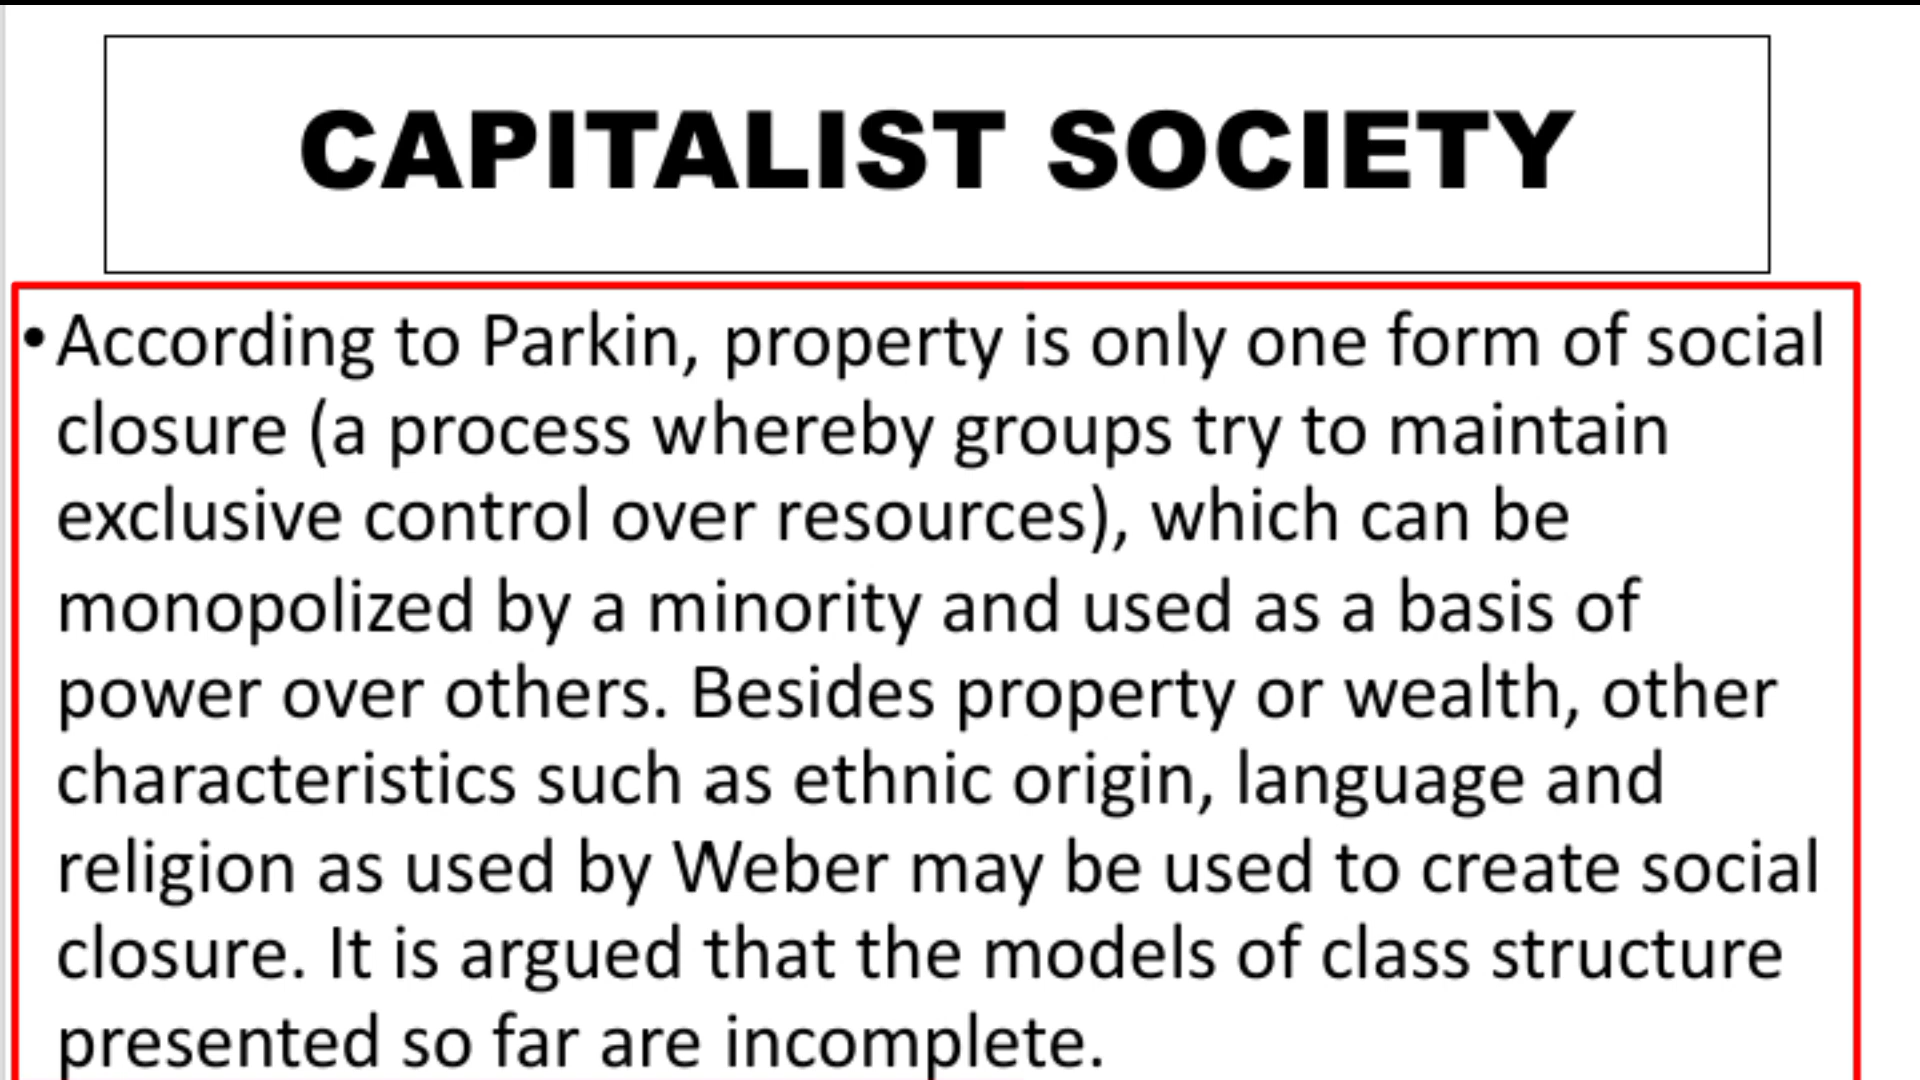 CAPITALIST SOCIETY
•According to Parkin, property is only one form of social
closure (a process whereby groups try to maintain
exclusive control over resources), which can be
monopolized by a minority and used as a basis of
power over others. Besides property or wealth, other
characteristics such as ethnic origin, language and
religion as used by Weber may be used to create social
closure. It is argued that the models of class structure
presented so far are incomplete.